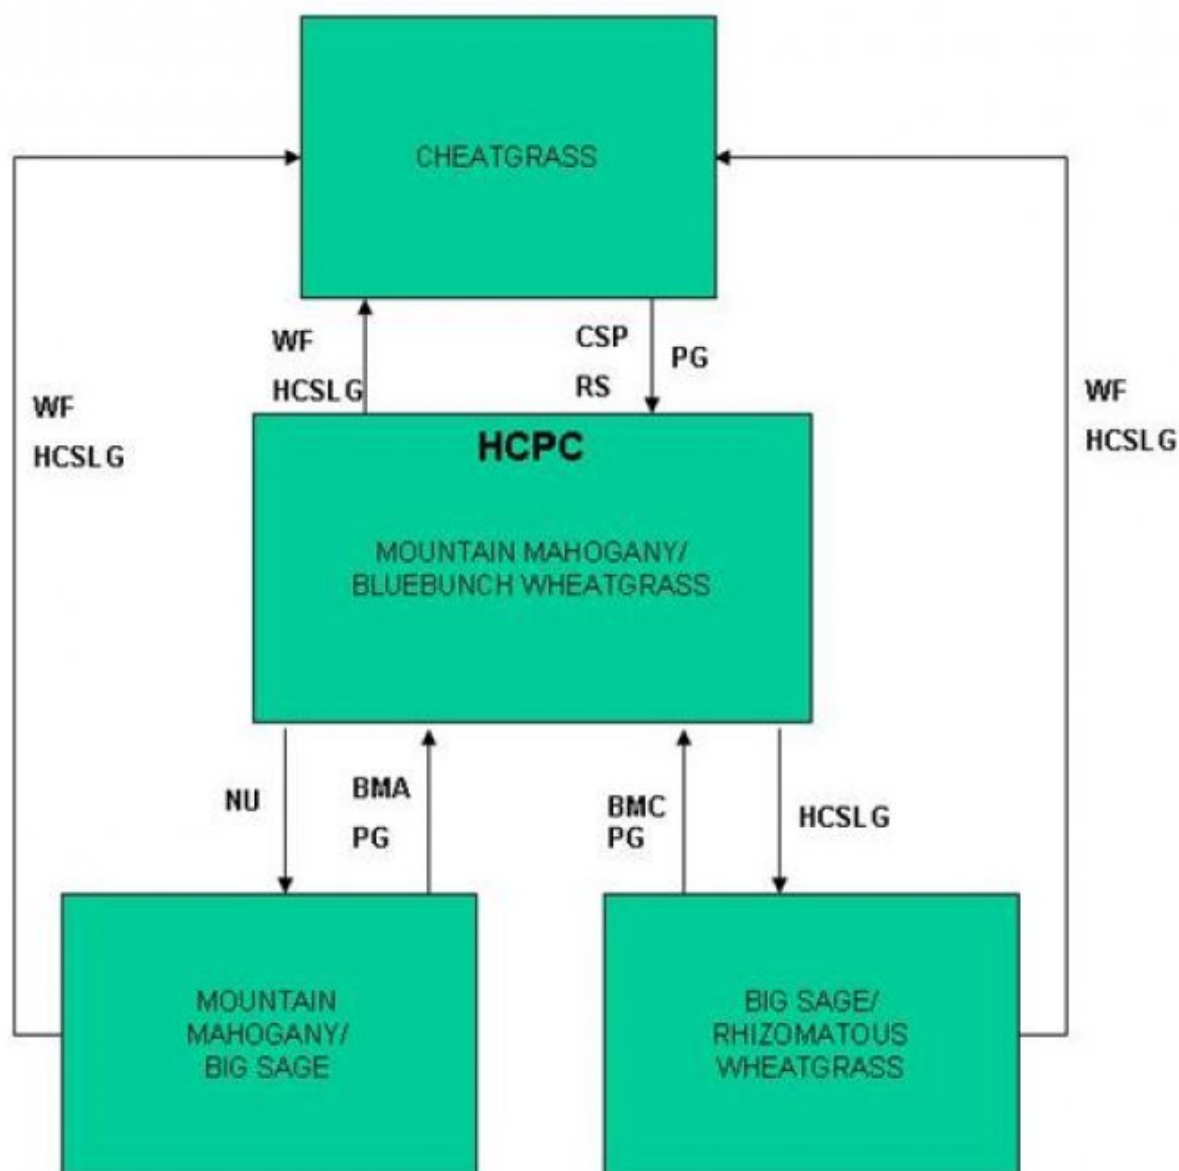 CHEATGRASS
WF
HCSLG
CSP
RS
PG
WF
HCSLG
WF
HCSLG
HCPC
MOUNTAIN MAHOGANY/
BLUEBUNCH WHEATGRASS
NU
BMA
PG
BMC
PG
HCSLG
MOUNTAIN
MAHOGANY/
BIG SAGE
BIG SAGE/
RHIZOMATOUS
WHEATGRASS